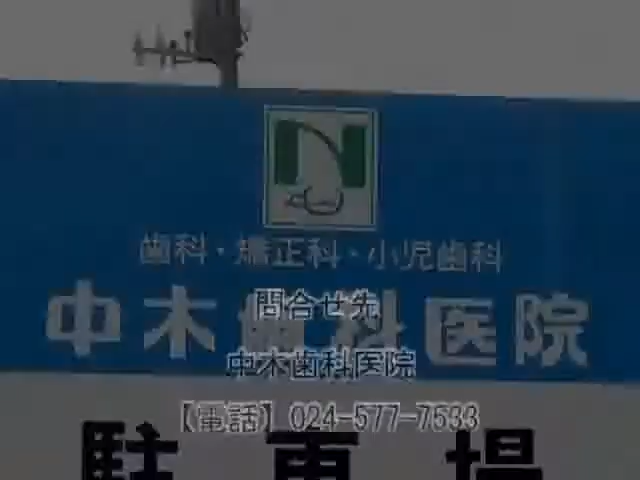 歯科・矯正科・小児歯科
中木歯科医院
問合せ先
中木歯科医院
【電話】024-577-7533
駐車場